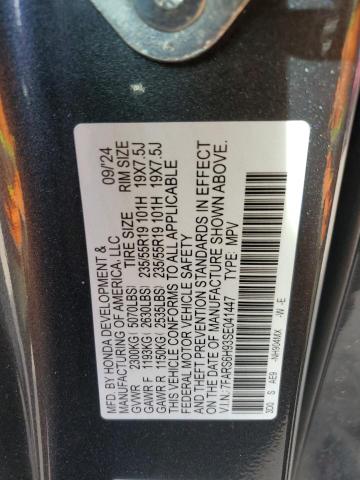 MFD. BY HONDA DEVELOPMENT &
MANUFACTURING OF AMERICA, LLC 09/'24
TIRE SIZE RIM SIZE
GVWR 2300KG ( 5070LBS)
GAWR F 1193KG ( 2630LBS) 235/55R19 101H 19X7.5J
GAWR R 1150KG ( 2535LBS) 235/55R19 101H 19X7.5J
THIS VEHICLE CONFORMS TO ALL APPLICABLE
FEDERAL MOTOR VEHICLE SAFETY
AND THEFT PREVENTION STANDARDS IN EFFECT
ON THE DATE OF MANUFACTURE SHOWN ABOVE.
V.I.N.:7FARS6H93SE041447 TYPE: MPV
3D0 S AE9 -NH904MX -W -E